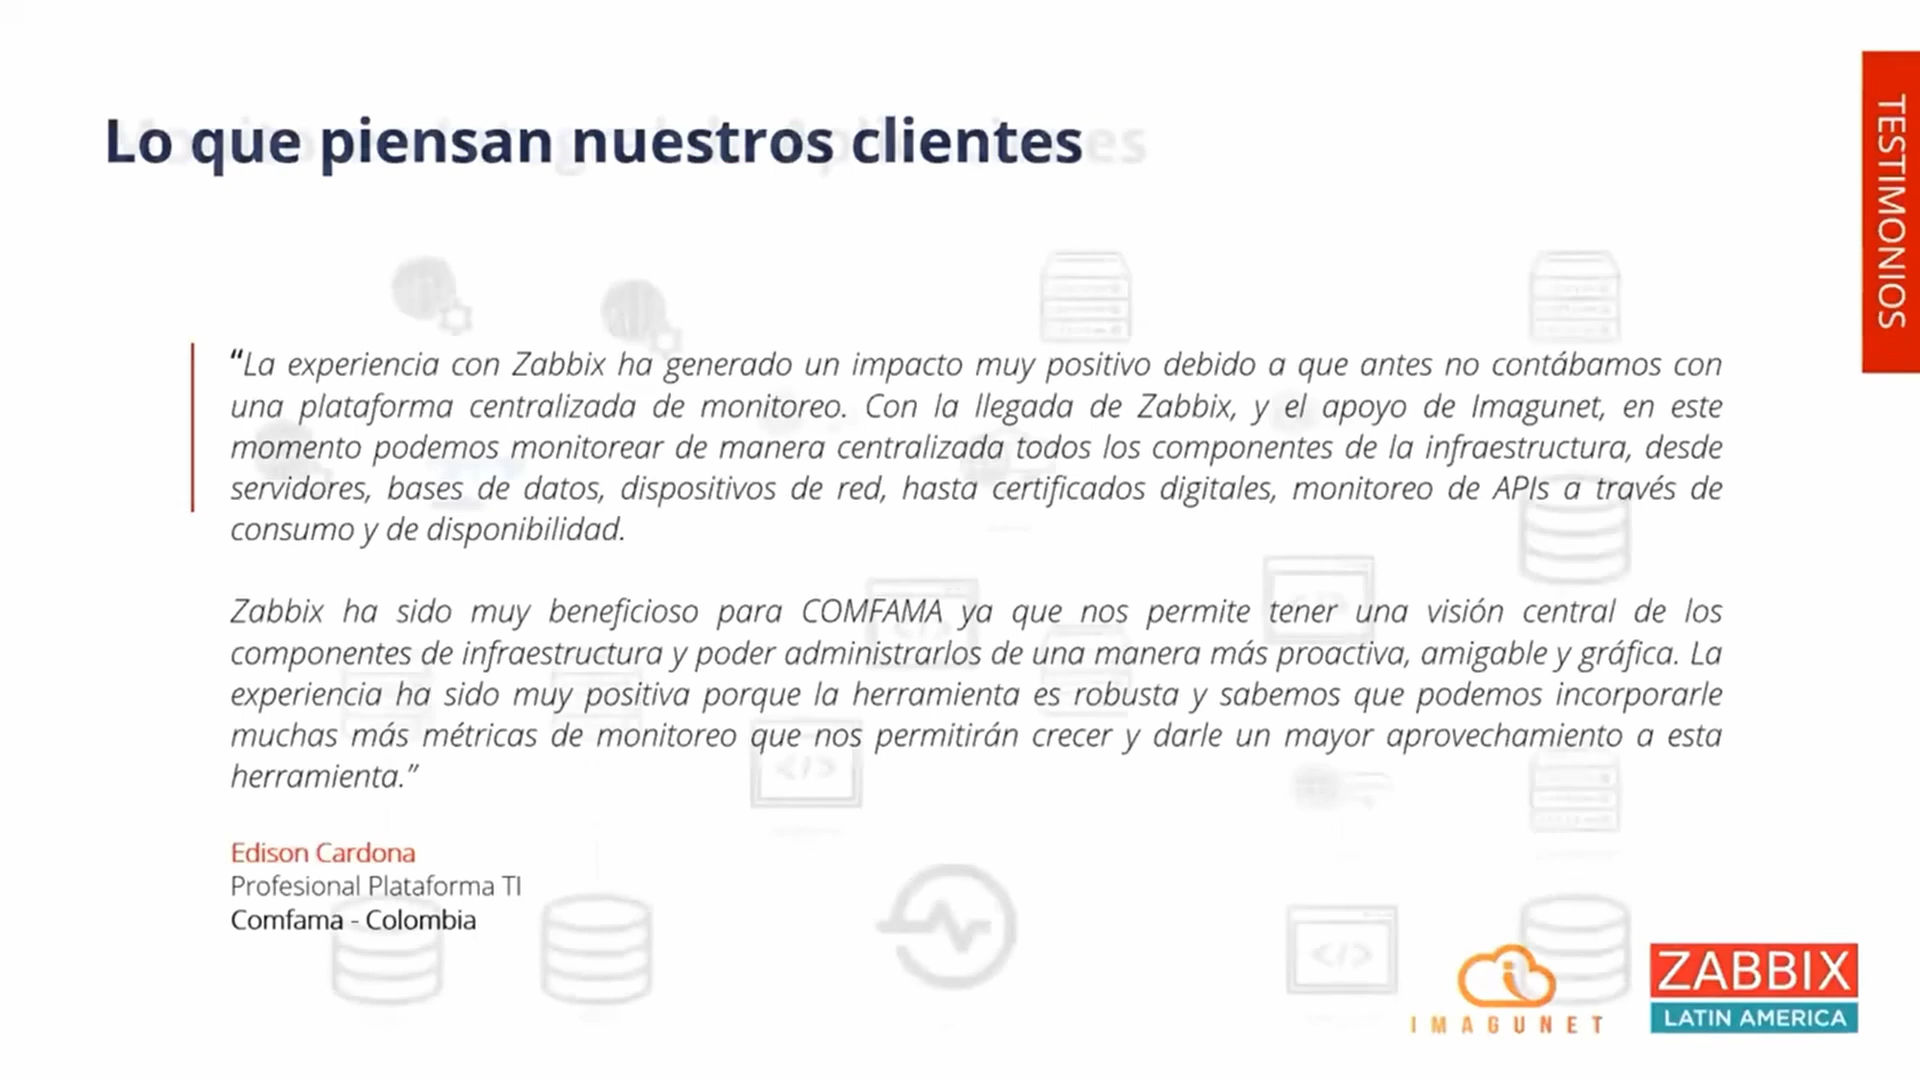 Lo que piensan nuestros clientes
TESTIMONIOS
“La experiencia con Zabbix ha generado un impacto muy positivo debido a que antes no contábamos con
una plataforma centralizada de monitoreo. Con la llegada de Zabbix, y el apoyo de Imagunet, en este
momento podemos monitorear de manera centralizada todos los componentes de la infraestructura, desde
servidores, bases de datos, dispositivos de red, hasta certificados digitales, monitoreo de APIs a través de
consumo y de disponibilidad.
Zabbix ha sido muy beneficioso para COMFAMA ya que nos permite tener una visión central de los
componentes de infraestructura y poder administrarlos de una manera más proactiva, amigable y gráfica. La
experiencia ha sido muy positiva porque la herramienta es robusta y sabemos que podemos incorporarle
muchas más métricas de monitoreo que nos permitirán crecer y darle un mayor aprovechamiento a esta
herramienta.”
Edison Cardona
Profesional Plataforma TI
Comfama - Colombia
IMAGUNET
ZABBIX
LATIN AMERICA